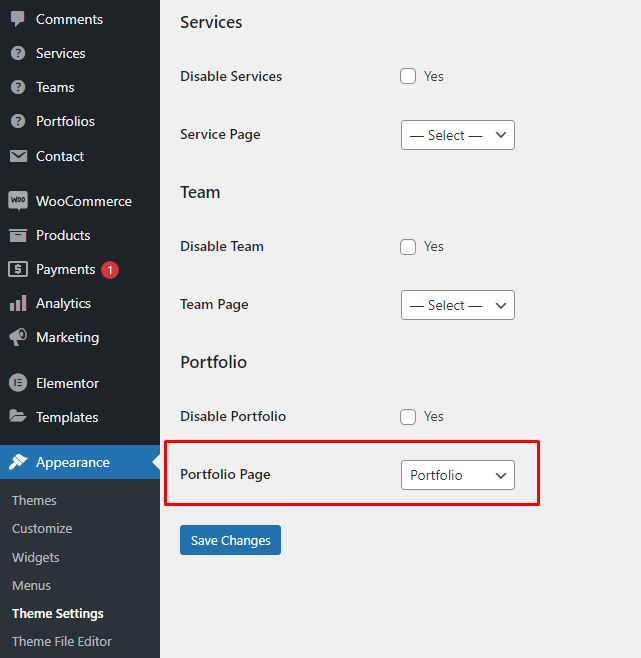 Comments
Services
Teams
Portfolios
Contact
WOO
WooCommerce
Products
Payments 1
Analytics
Marketing
Elementor
Templates
Appearance
Themes
Customize
Widgets
Menus
Theme Settings
Theme File Editor
Services
Disable Services Yes
Service Page — Select —
Team
Disable Team Yes
Team Page — Select —
Portfolio
Disable Portfolio Yes
Portfolio Page Portfolio
Save Changes